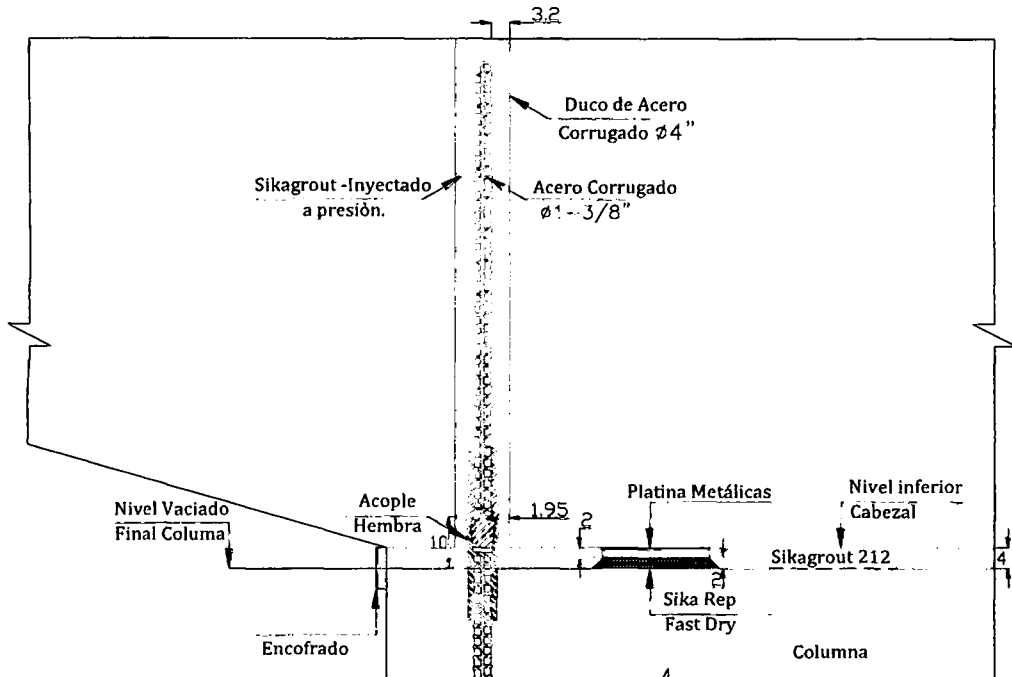 3.2
Duco de Acero
Corrugado ø4"
Sikagrout -Inyectado
a presiòn.
Acero Corrugado
ø1-3/8"
Nivel Vaciado
Final Columa
Acople
Hembra
10
1.95
2
Platina Metálicas
Nivel inferior
Cabezal
Sikagrout 212
4
2
Sika Rep
Fast Dry
Encofrado
Columna
4